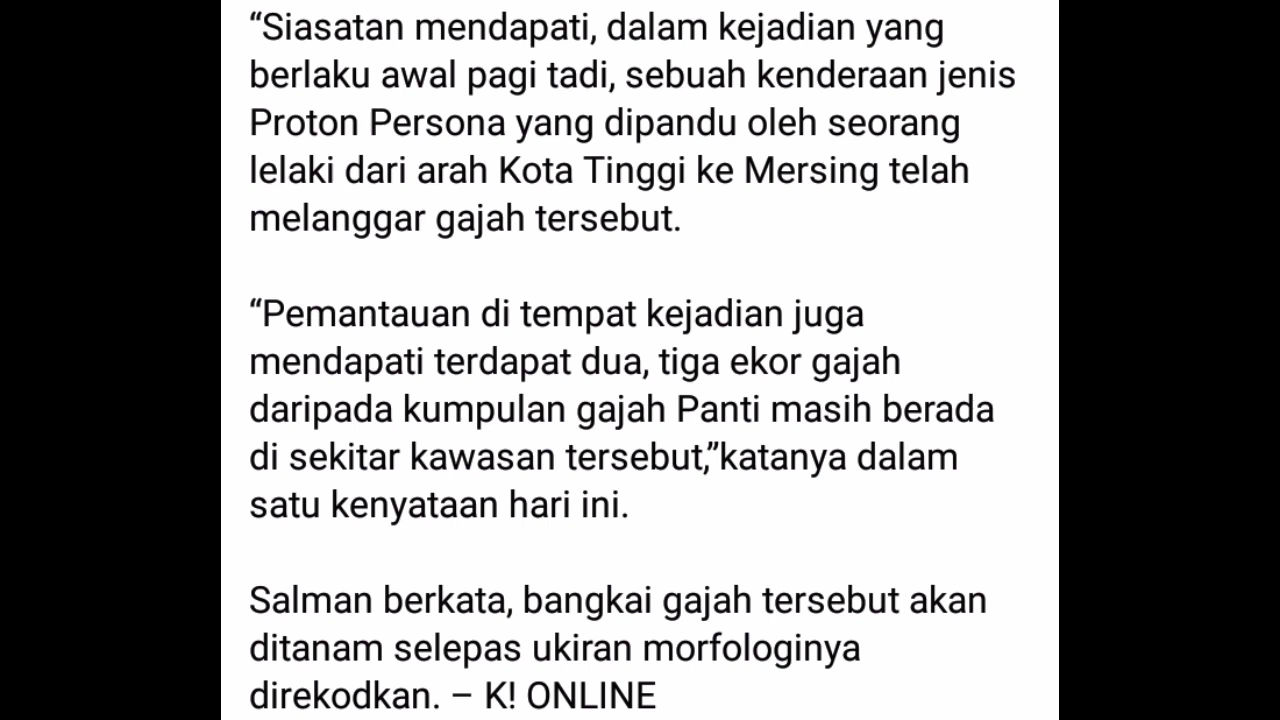 “Siasatan mendapati, dalam kejadian yang
berlaku awal pagi tadi, sebuah kenderaan jenis
Proton Persona yang dipandu oleh seorang
lelaki dari arah Kota Tinggi ke Mersing telah
melanggar gajah tersebut.
“Pemantauan di tempat kejadian juga
mendapati terdapat dua, tiga ekor gajah
daripada kumpulan gajah Panti masih berada
di sekitar kawasan tersebut,”katanya dalam
satu kenyataan hari ini.
Salman berkata, bangkai gajah tersebut akan
ditanam selepas ukiran morfologinya
direkodkan. – K! ONLINE